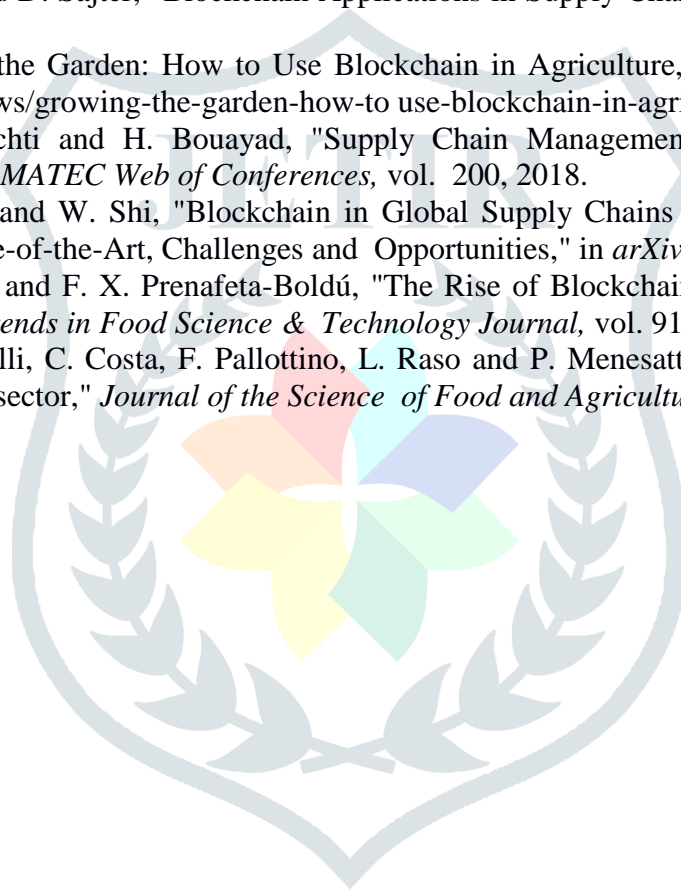 Blockchain Applications in Supply
the Garden: How to Use Blockchain in Agriculture,
ws/growing-the-garden-how-to use-blockchain-in-agri
chti and H. Bouayad, "Supply Chain Management
MATEC Web of Conferences, vol. 200, 2018.
and W. Shi, "Blockchain in Global Supply Chains
e-of-the-Art, Challenges and Opportunities," in arXiv
and F. X. Prenafeta-Boldú, "The Rise of Blockchain
rends in Food Science & Technology Journal, vol. 91
lli, C. Costa, F. Pallottino, L. Raso and P. Menesatt
sector," Journal of the Science of Food and Agricultu
JETIR